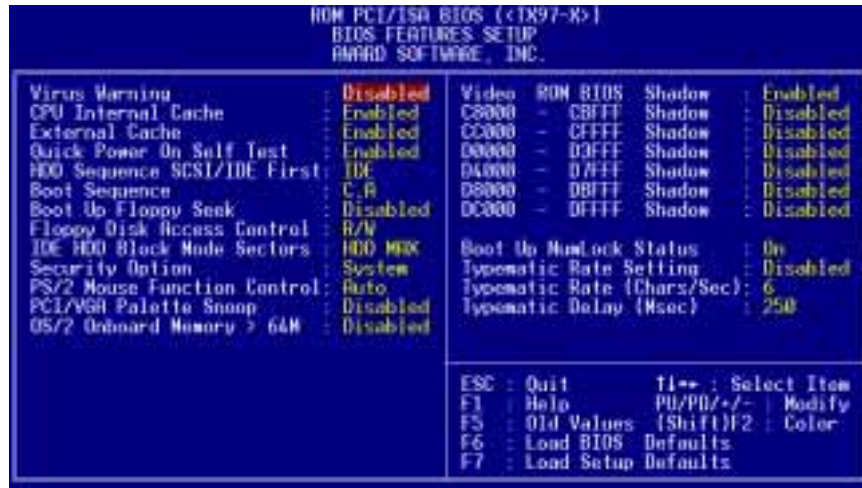 ROM PCI/ISA BIOS (<TX97-X>)
BIOS FEATURES SETUP
AWARD SOFTWARE, INC.
Virus Warning : Disabled
CPU Internal Cache : Enabled
External Cache : Enabled
Quick Power On Self Test : Enabled
HDD Sequence SCSI/IDE First: IDE
Boot Sequence : C,A
Boot Up Floppy Seek : Disabled
Floppy Disk Access Control : R/W
IDE HDD Block Mode Sectors : HDD MAX
Security Option : System
PS/2 Mouse Function Control: Auto
PCI/VGA Palette Snoop : Disabled
OS/2 Onboard Memory > 64M : Disabled
Video ROM BIOS Shadow : Enabled
C8000 - CBFFF Shadow : Disabled
CC000 - CFFFF Shadow : Disabled
D0000 - D3FFF Shadow : Disabled
D4000 - D7FFF Shadow : Disabled
D8000 - DBFFF Shadow : Disabled
DC000 - DFFFF Shadow : Disabled
Boot Up NumLock Status : On
Typematic Rate Setting : Disabled
Typematic Rate (Chars/Sec): 6
Typematic Delay (Msec) : 250
ESC : Quit ↑↓→← : Select Item
F1 : Help PU/PD/+/- : Modify
F5 : Old Values (Shift)F2 : Color
F6 : Load BIOS Defaults
F7 : Load Setup Defaults